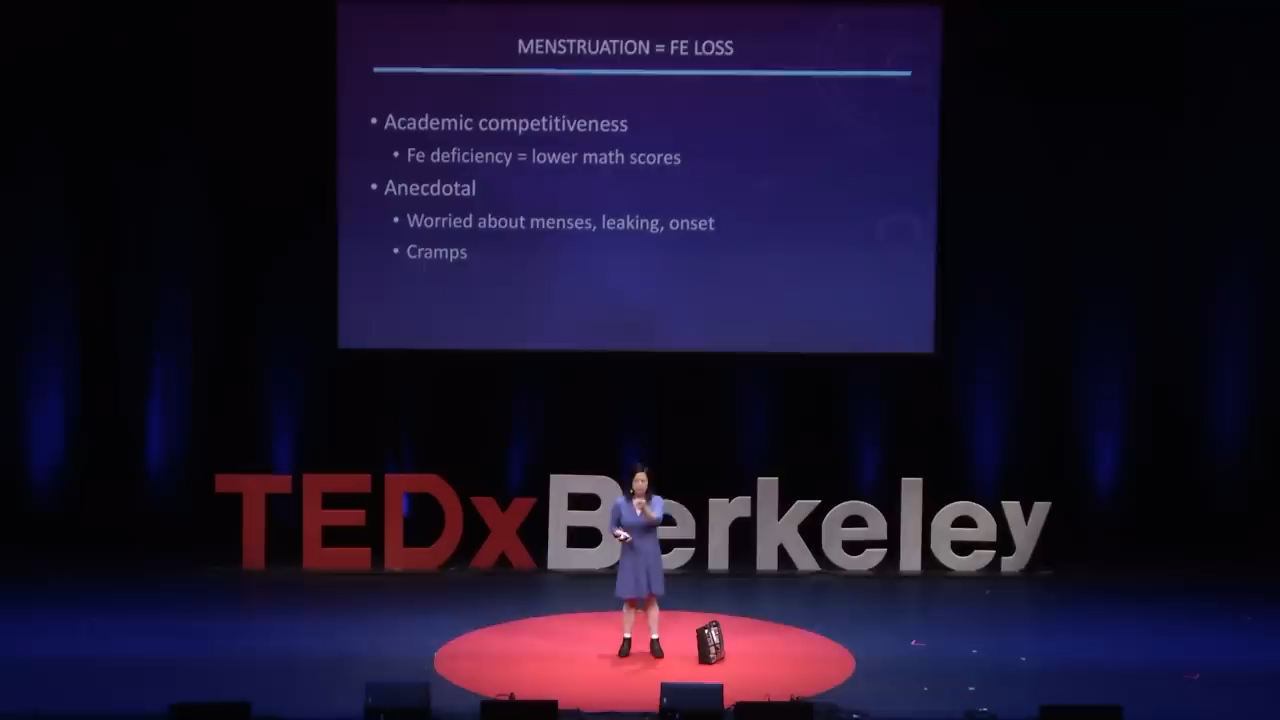 MENSTRUATION = FE LOSS
• Academic competitiveness
• Fe deficiency = lower math scores
• Anecdotal
• Worried about menses, leaking, onset
• Cramps
TEDxBerkeley